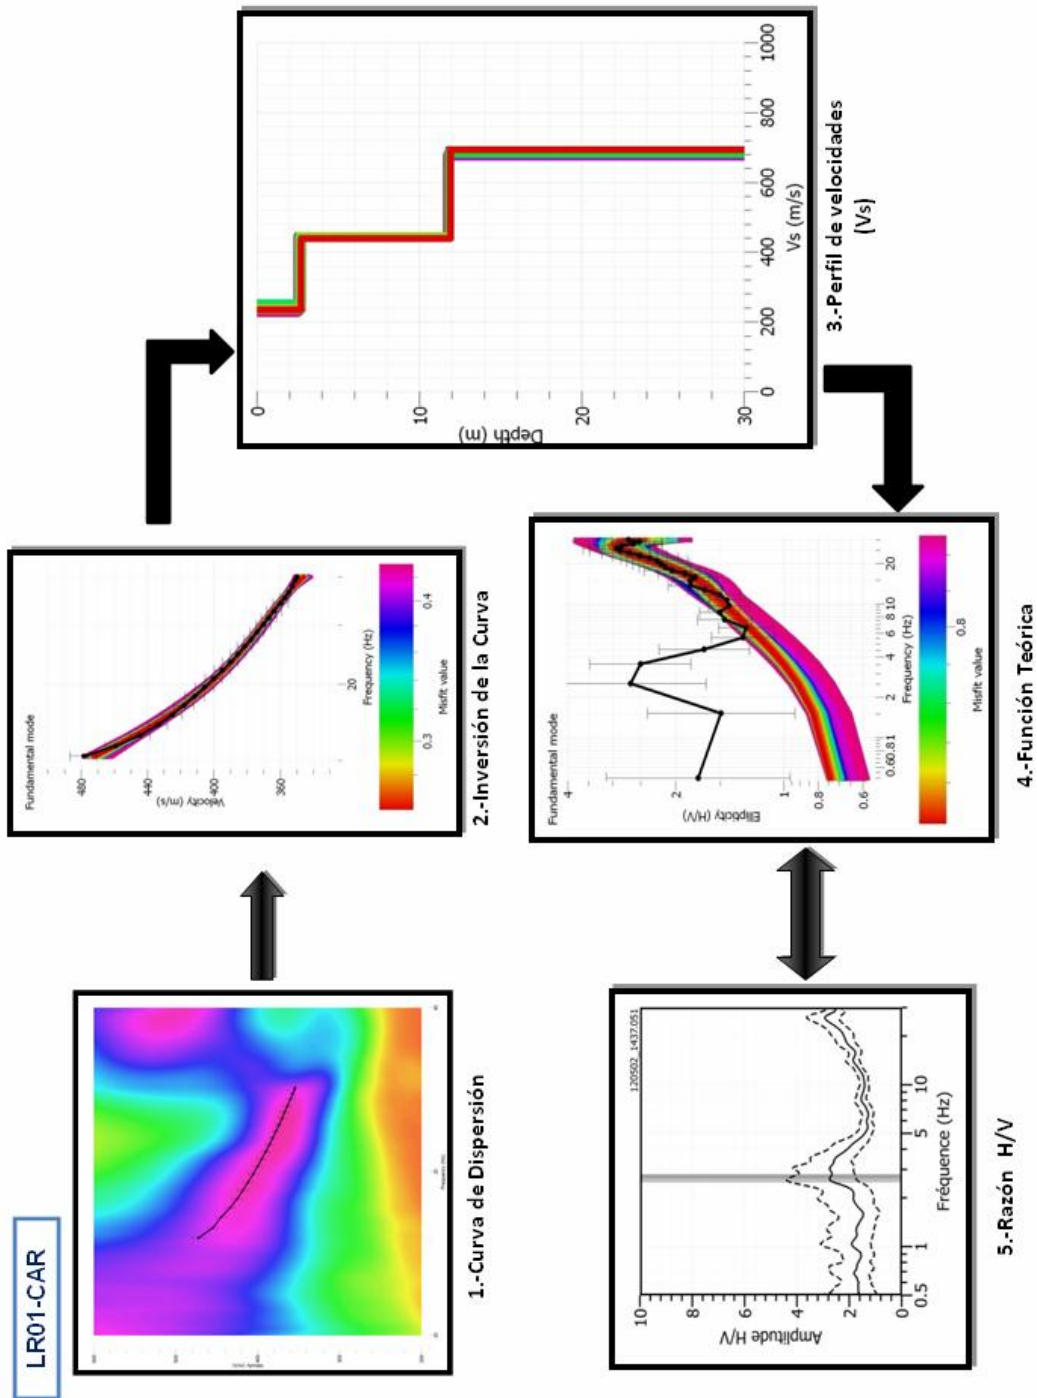 LR01-CAR
1.-Curva de Dispersión
Fundamental mode
Velocity (m/s)
480
440
400
360
20
Frequency (Hz)
0.3
0.4
Misfit value
2.-Inversión de la Curva
Depth (m)
0
10
20
30
0
200
400
600
800
1000
Vs (m/s)
3.-Perfil de velocidades
(Vs)
Fundamental mode
Ellipticity (H/V)
4
2
1
0.8
0.6
0.60.81
2
4
6
8
10
20
Frequency (Hz)
0.8
Misfit value
4.-Función Teórica
120502_1437.051
Amplitude H/V
10
8
6
4
2
0
0.5
1
5
10
Fréquence (Hz)
5.-Razón H/V